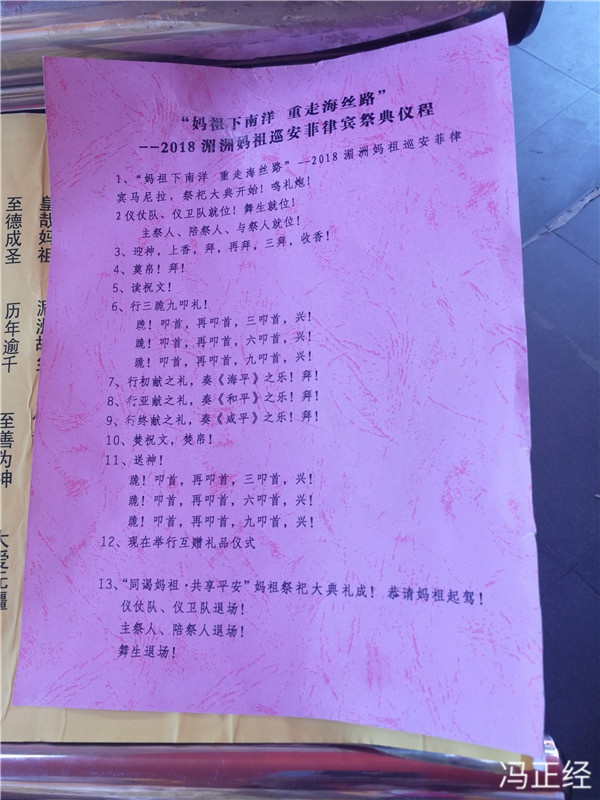 “妈祖下南洋 重走海丝路”
--2018 湄洲妈祖巡安菲律宾祭典仪程
1、“妈祖下南洋 重走海丝路”--2018 湄洲妈祖巡安菲律
宾马尼拉，祭祀大典开始！鸣礼炮！
2 仪仗队、仪卫队就位！舞生就位！
主祭人、陪祭人、与祭人就位！
3、迎神，上香，拜，再拜，三拜，收香！
4、奠帛！拜！
5、读祝文！
6、行三跪九叩礼！
跪！叩首，再叩首，三叩首，兴！
跪！叩首，再叩首，六叩首，兴！
跪！叩首，再叩首，九叩首，兴！
7、行初献之礼，奏《海平》之乐！拜！
8、行亚献之礼，奏《和平》之乐！拜！
9、行终献之礼，奏《咸平》之乐！拜！
10、焚祝文，焚帛！
11、送神！
跪！叩首，再叩首，三叩首，兴！
跪！叩首，再叩首，六叩首，兴！
跪！叩首，再叩首，九叩首，兴！
12、现在举行互赠礼品仪式
13、“同谒妈祖·共享平安”妈祖祭祀大典礼成！恭请妈祖起驾！
仪仗队、仪卫队退场！
主祭人、陪祭人退场！
舞生退场！
皇哉妈祖 湄洲故
至德成圣 历年逾千 至善为神 大爱无疆
冯正经